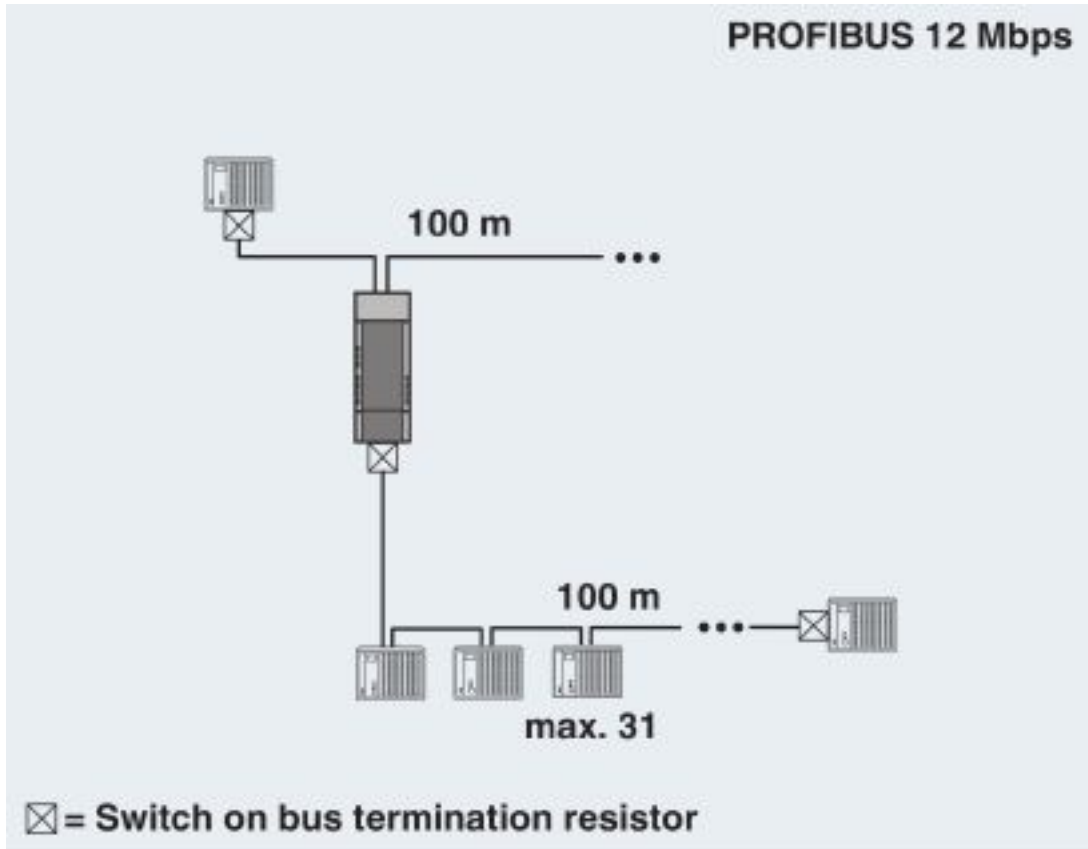 PROFIBUS 12 Mbps
100 m
100 m
max. 31
= Switch on bus termination resistor